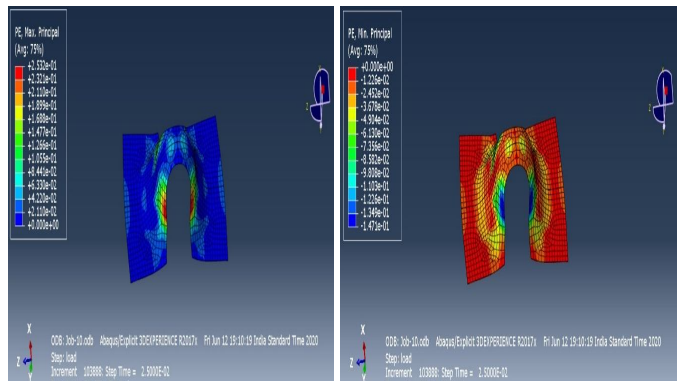 PE, Max. Principal
(Avg: 75%)
+2.532e-01
+2.321e-01
+2.110e-01
+1.899e-01
+1.688e-01
+1.477e-01
+1.266e-01
+1.055e-01
+8.441e-02
+6.330e-02
+4.220e-02
+2.110e-02
+0.000e+00
Z
X
Z
Y
ODB: Job-10.odb Abaqus/Explicit 3DEXPERIENCE R2017x Fri Jun 12 19:10:19 India Standard Time 2020
Step: load
Increment 103888: Step Time = 2.5000E-02
PE, Min. Principal
(Avg: 75%)
+0.000e+00
-1.226e-02
-2.452e-02
-3.678e-02
-4.904e-02
-6.130e-02
-7.356e-02
-8.582e-02
-9.808e-02
-1.103e-01
-1.226e-01
-1.349e-01
-1.471e-01
Z
X
Z
Y
ODB: Job-10.odb Abaqus/Explicit 3DEXPERIENCE R2017x Fri Jun 12 19:10:19 India Standard Time 2020
Step: load
Increment 103888: Step Time = 2.5000E-02